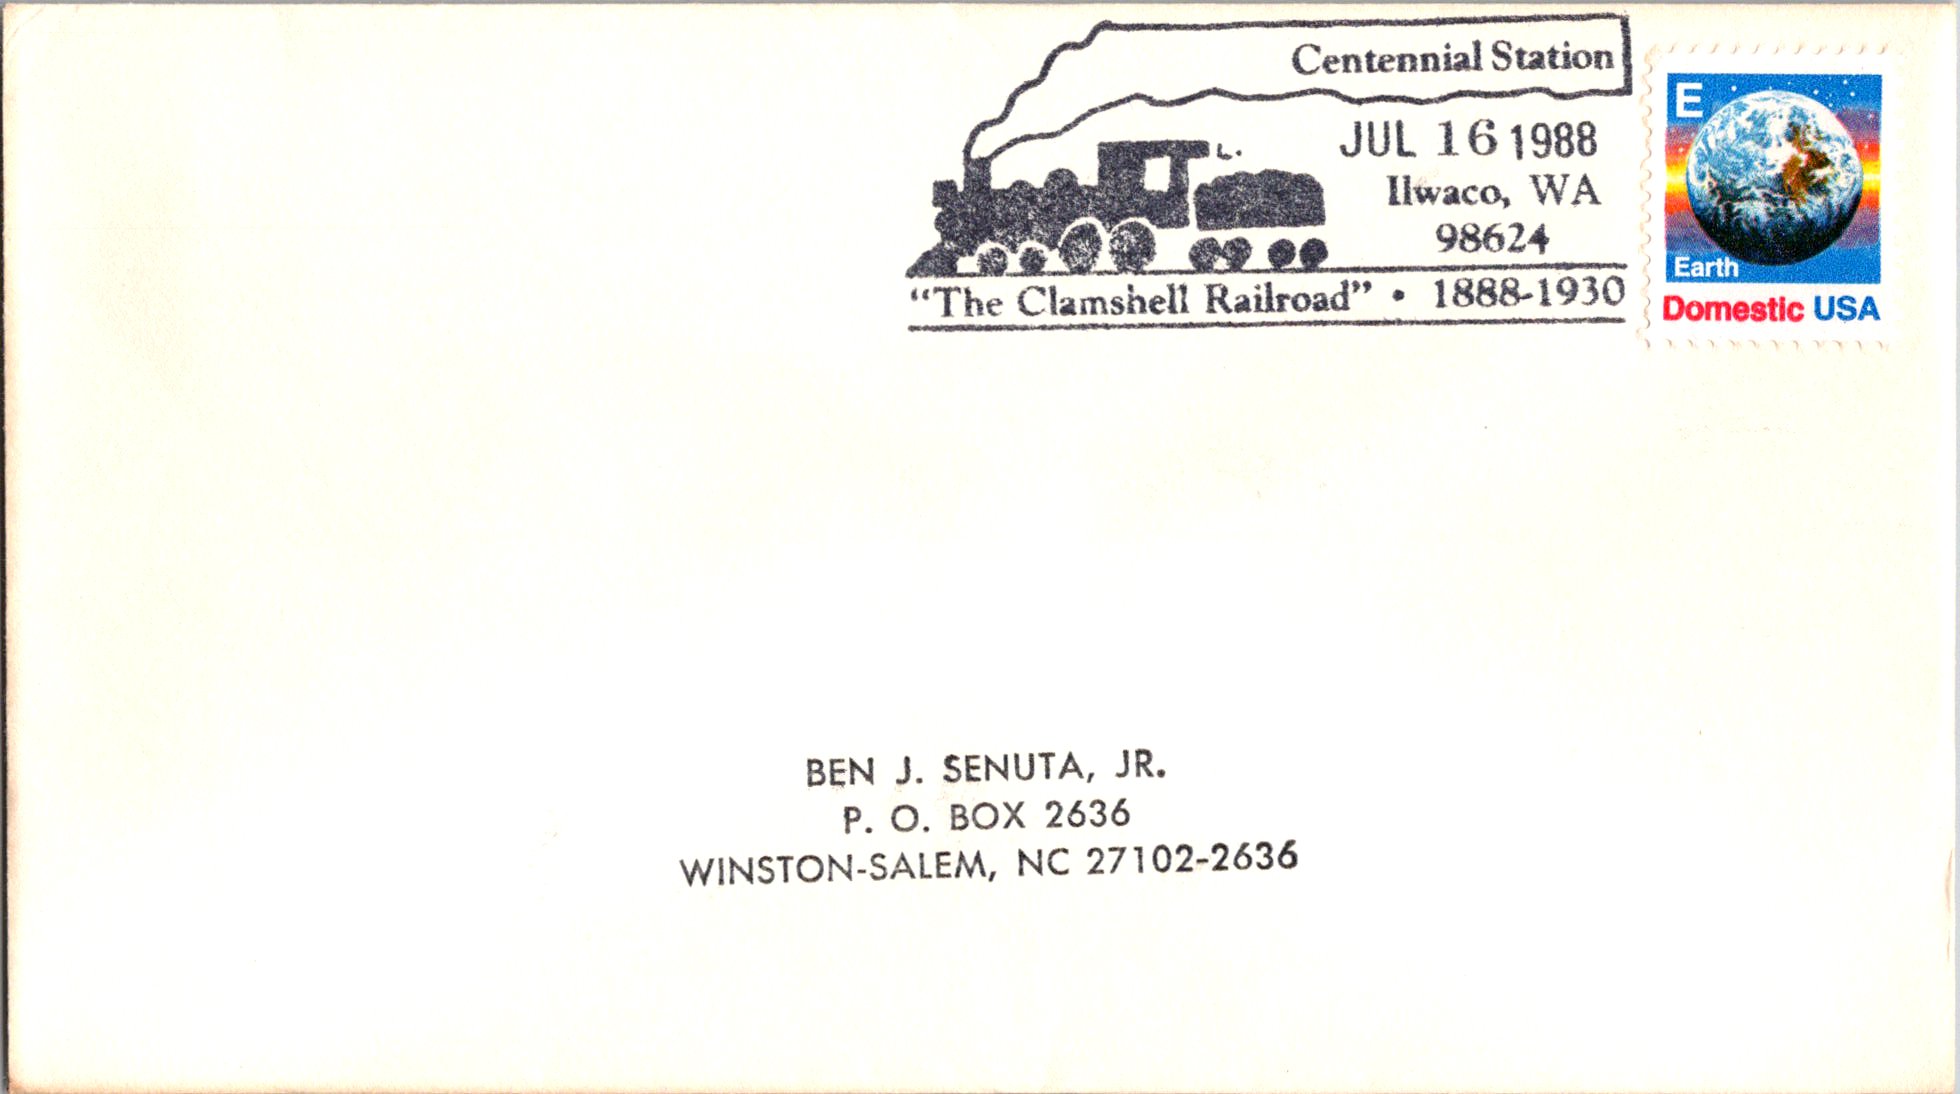 Centennial Station
JUL 16 1988
Ilwaco, WA
98624
"The Clamshell Railroad" • 1888-1930
E
Earth
Domestic USA
BEN J. SENUTA, JR.
P. O. BOX 2636
WINSTON-SALEM, NC 27102-2636